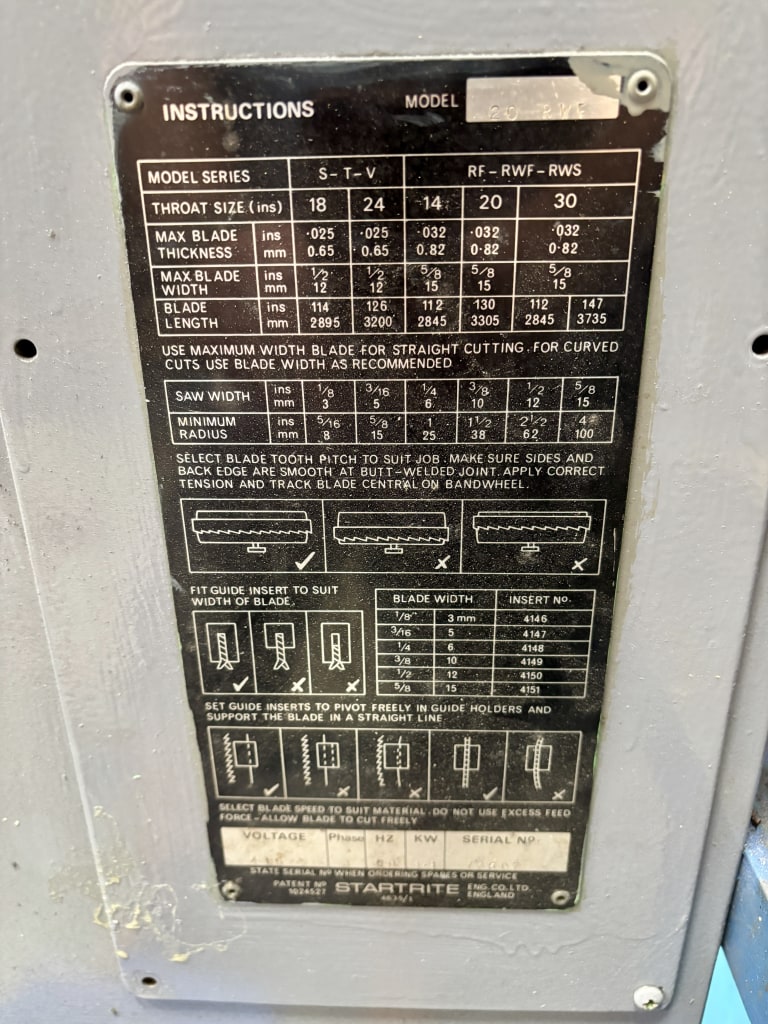 INSTRUCTIONS MODEL 20
MODEL SERIES S-T-V RF-RWF-RWS
THROAT SIZE (ins) 18 24 14 20 30
MAX BLADE THICKNESS ins ·025 ·025 ·032 ·032 ·032
mm 0.65 0.65 0.82 0·82 0·82
MAX.BLADE WIDTH ins 1/2 1/2 5/8 5/8 5/8
mm 12 12 15 15 15
BLADE LENGTH ins 114 126 112 130 112 147
mm 2895 3200 2845 3305 2845 3735
USE MAXIMUM WIDTH BLADE FOR STRAIGHT CUTTING. FOR CURVED
CUTS USE BLADE WIDTH AS RECOMMENDED
SAW WIDTH ins 1/8 3/16 1/4 3/8 1/2 5/8
mm 3 5 6 10 12 15
MINIMUM RADIUS ins 5/16 5/8 1 1 1/2 2 1/2 4
mm 8 15 25 38 62 100
SELECT BLADE TOOTH PITCH TO SUIT JOB. MAKE SURE SIDES AND
BACK EDGE ARE SMOOTH AT BUTT-WELDED JOINT. APPLY CORRECT
TENSION AND TRACK BLADE CENTRAL ON BANDWHEEL.
FIT GUIDE INSERT TO SUIT
WIDTH OF BLADE.
BLADE WIDTH INSERT Nº.
1/8" 3 mm 4146
3/16 5 4147
1/4 6 4148
3/8 10 4149
1/2 12 4150
5/8 15 4151
SET GUIDE INSERTS TO PIVOT FREELY IN GUIDE HOLDERS AND
SUPPORT THE BLADE IN A STRAIGHT LINE
SELECT BLADE SPEED TO SUIT MATERIAL. DO NOT USE EXCESS FEED
FORCE-ALLOW BLADE TO CUT FREELY
VOLTAGE Phase HZ KW SERIAL Nº.
STATE SERIAL Nº WHEN ORDERING SPARES OR SERVICE
PATENT Nº 1024527 STARTRITE ENG.CO.LTD. ENGLAND
4635/1